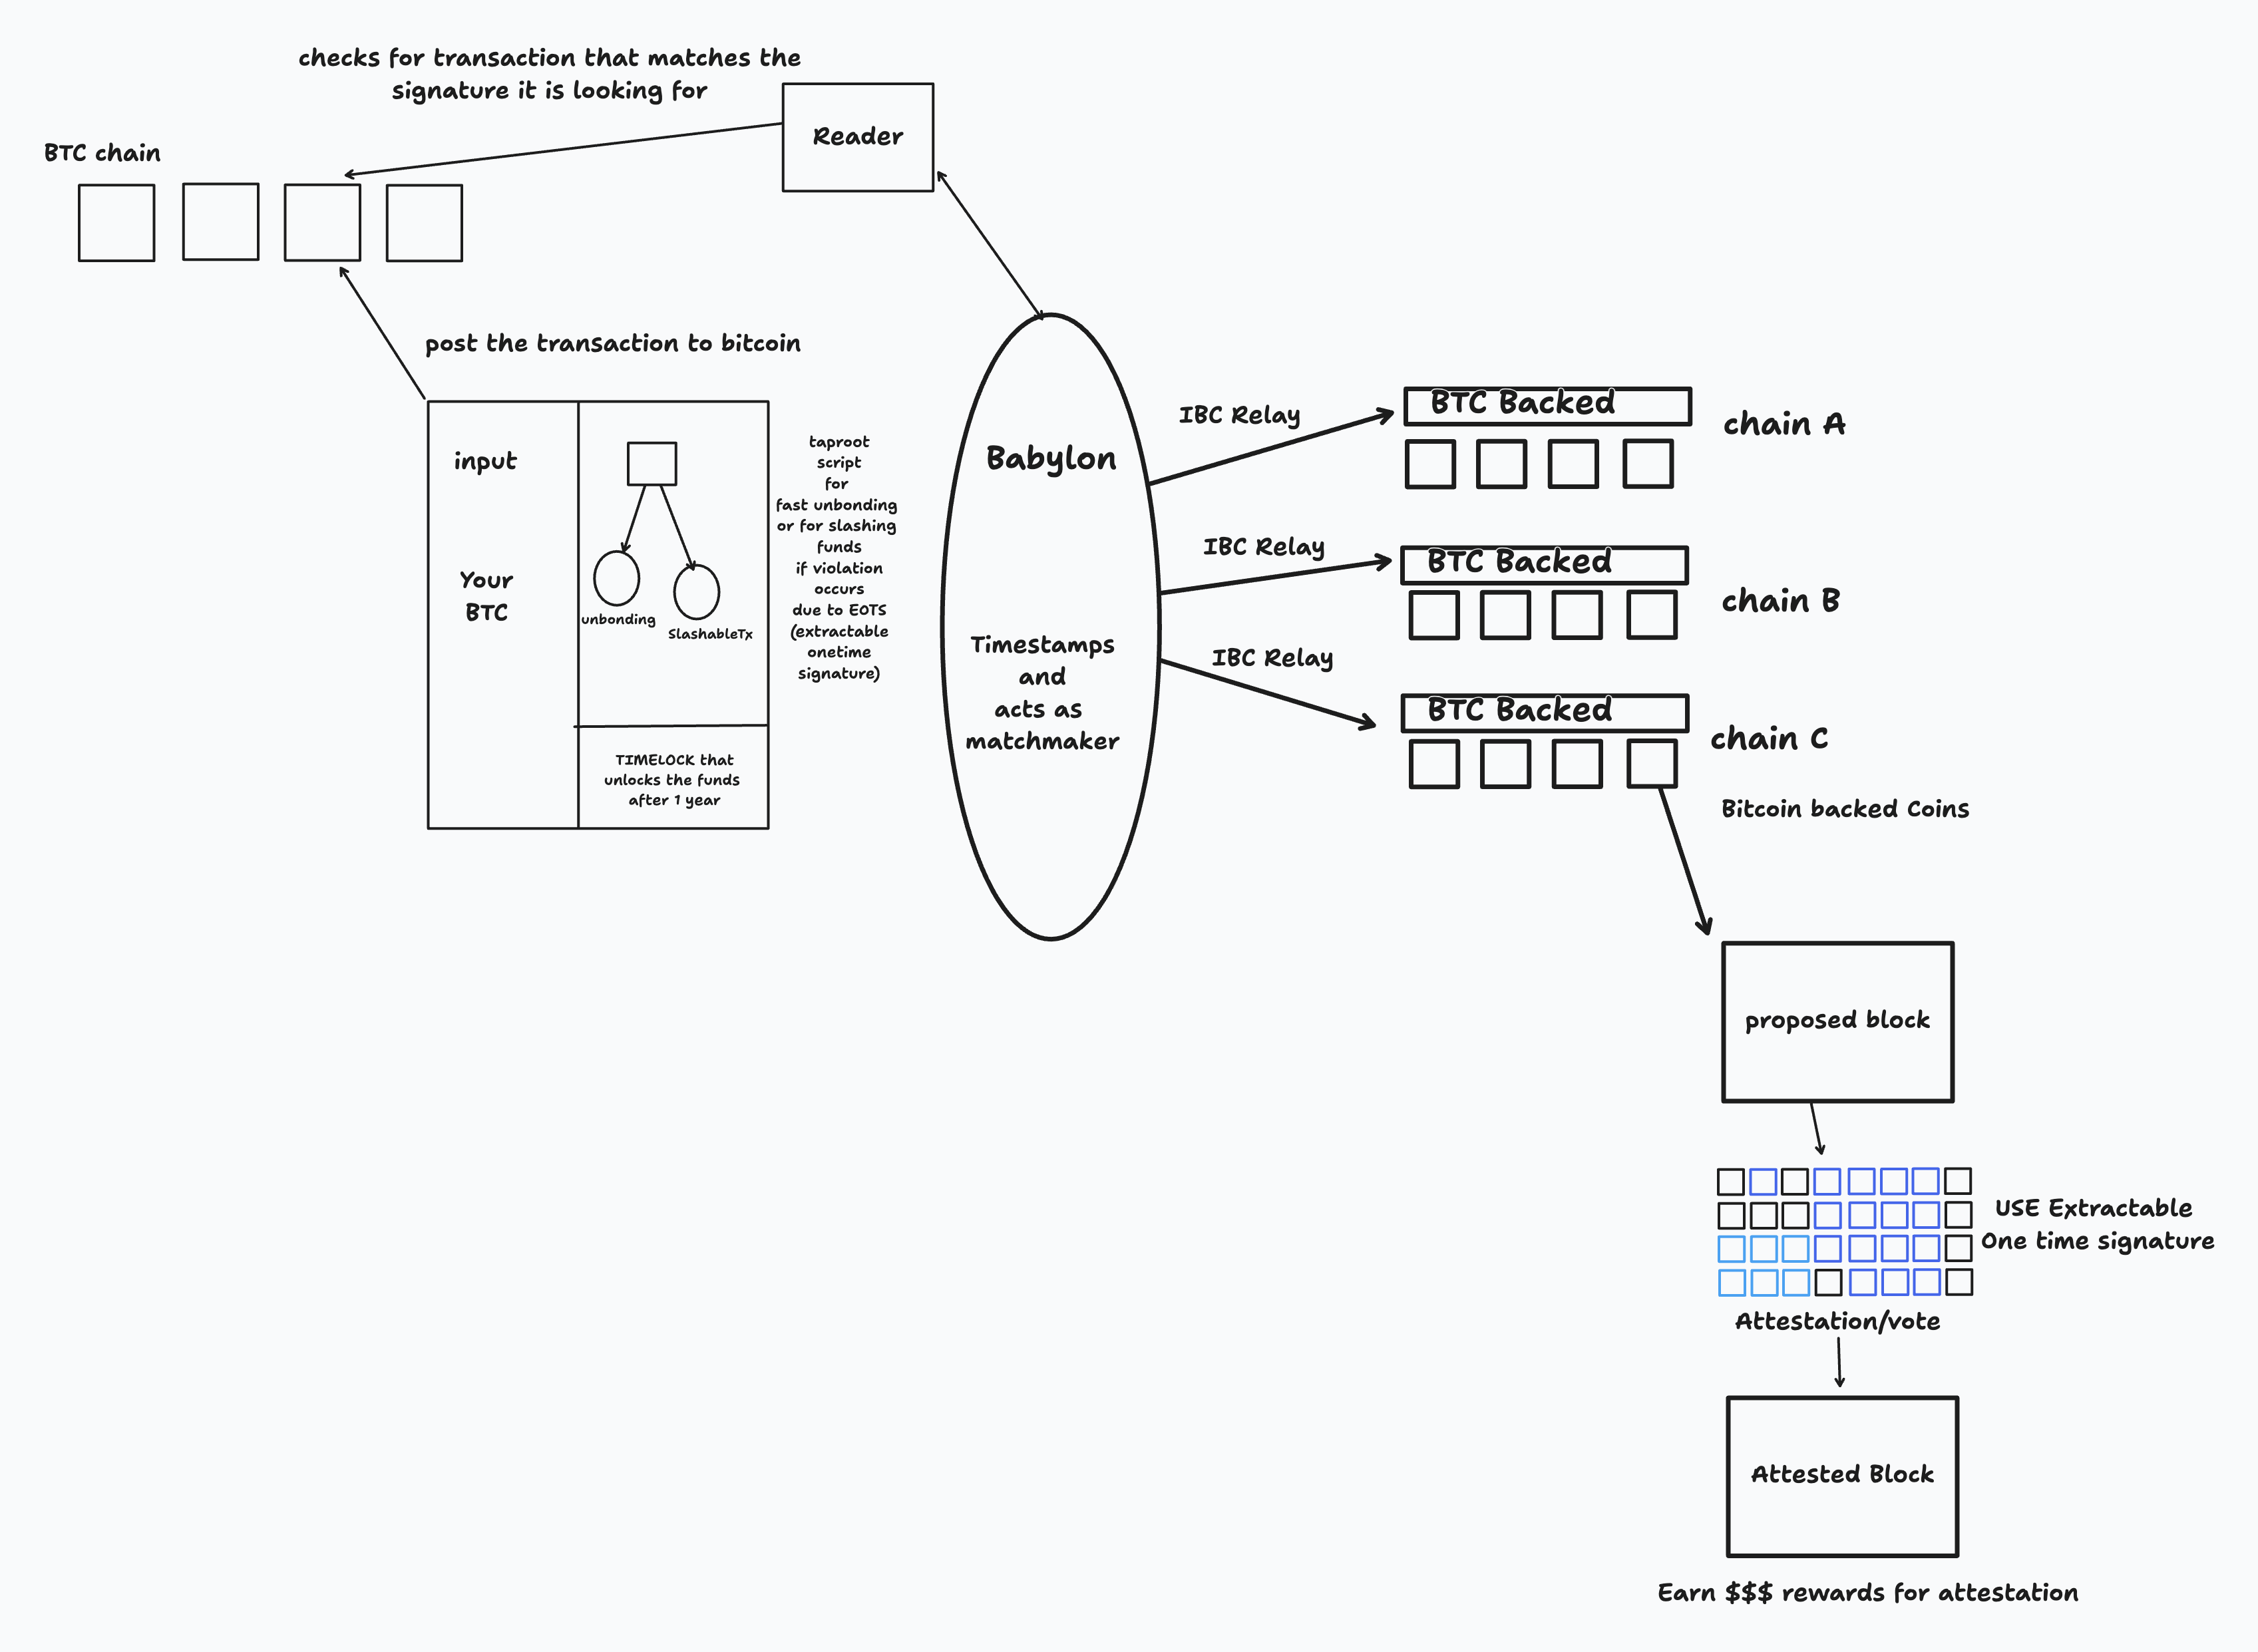 checks for transaction that matches the
signature it is looking for
Reader
BTC chain
post the transaction to bitcoin
input
Your
BTC
unbonding
SlashableTx
TIMELOCK that
unlocks the funds
after 1 year
taproot
script
for
fast unbonding
or for slashing
funds
if violation
occurs
due to EOTS
(extractable
onetime
signature)
Babylon
Timestamps
and
acts as
matchmaker
IBC Relay
BTC Backed
chain A
IBC Relay
BTC Backed
chain B
IBC Relay
BTC Backed
chain C
Bitcoin backed Coins
proposed block
USE Extractable
One time signature
Attestation/vote
Attested Block
Earn $$$ rewards for attestation